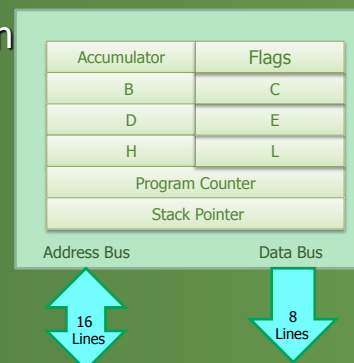 n
Accumulator Flags
B C
D E
H L
Program Counter
Stack Pointer
Address Bus Data Bus
16 8
Lines Lines